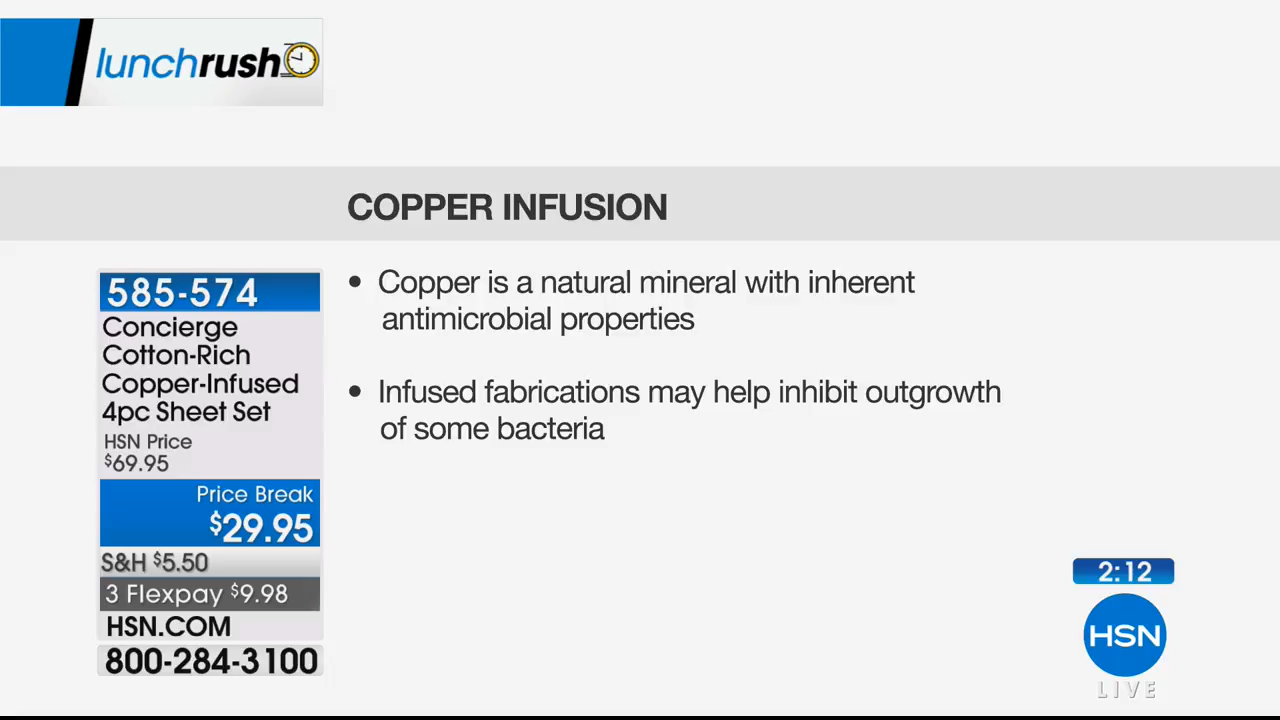 lunchrush
COPPER INFUSION
585-574
Concierge
Cotton-Rich
Copper-Infused
4pc Sheet Set
HSN Price
$69.95
Price Break
$29.95
S&H $5.50
3 Flexpay $9.98
HSN.COM
800-284-3100
• Copper is a natural mineral with inherent
antimicrobial properties
• Infused fabrications may help inhibit outgrowth
of some bacteria
2:12
HSN
LIVE